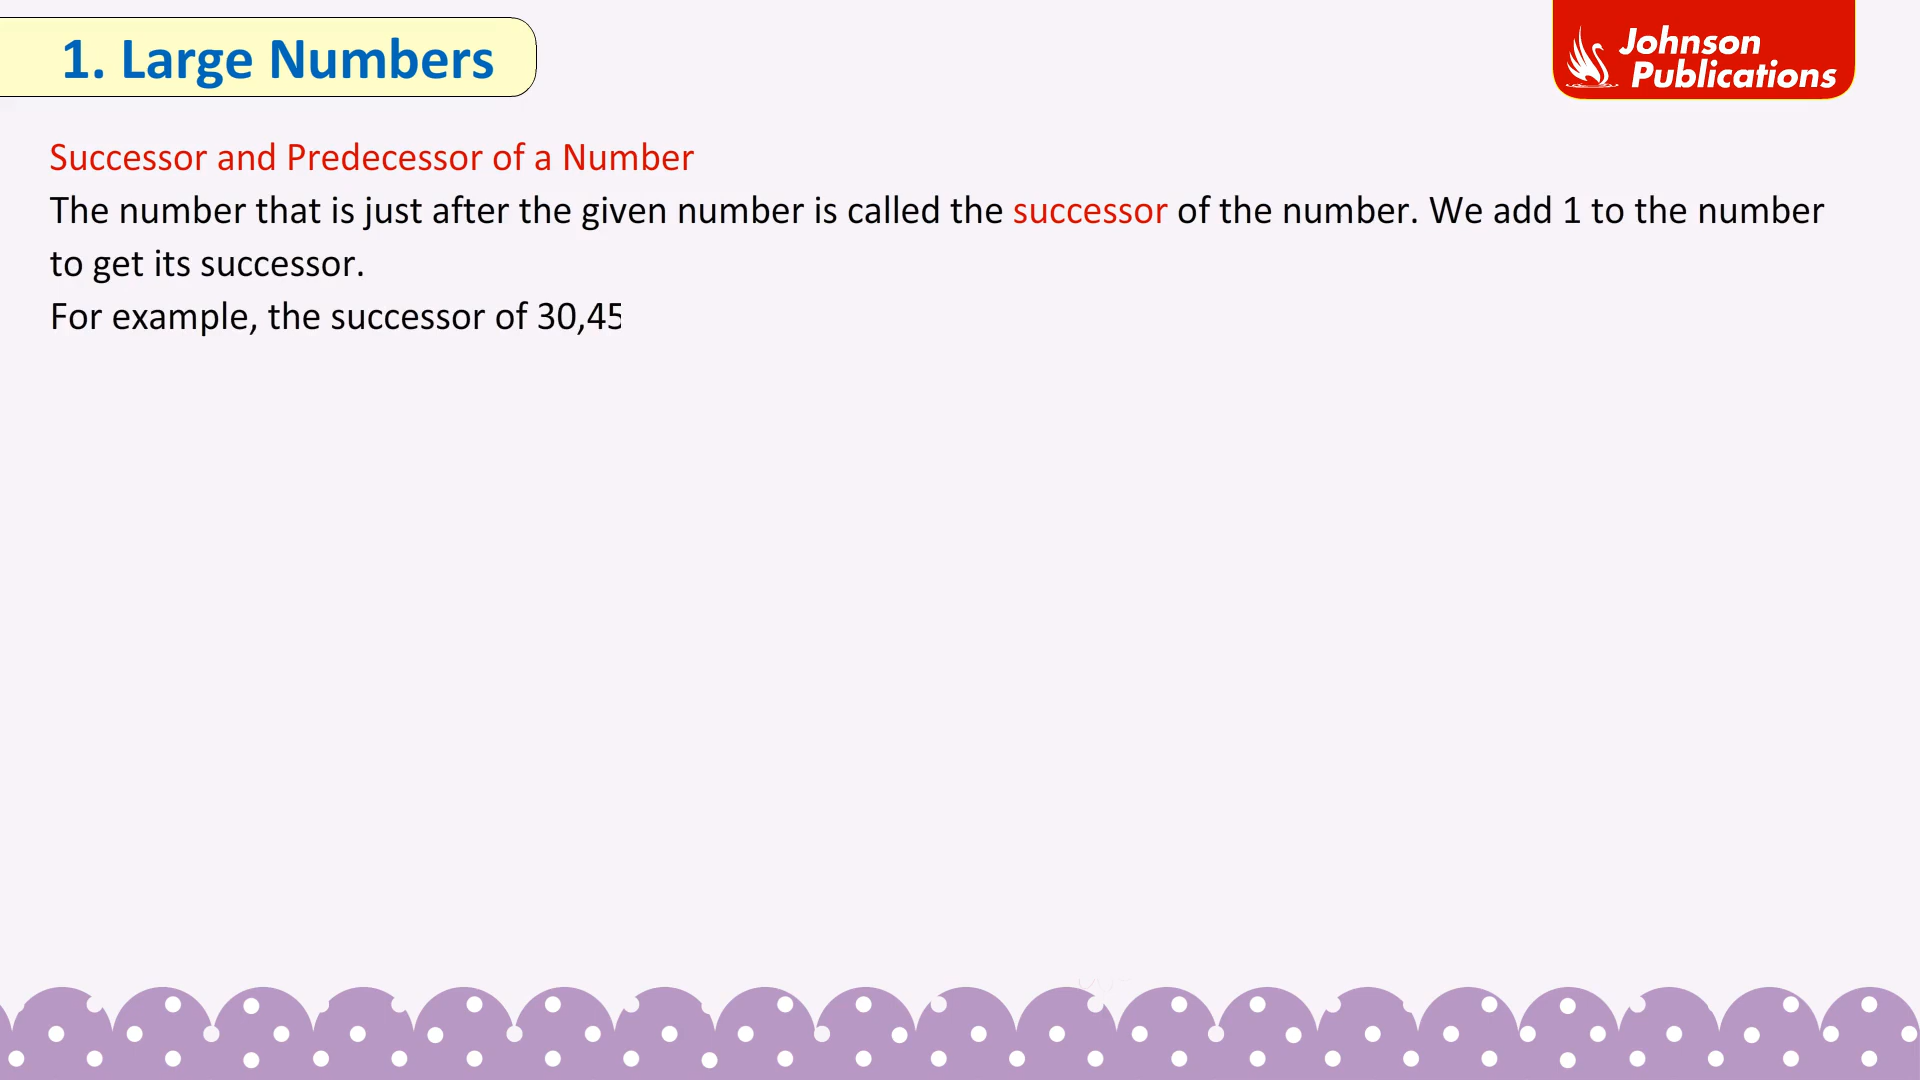 1. Large Numbers
Johnson
Publications
Successor and Predecessor of a Number
The number that is just after the given number is called the successor of the number. We add 1 to the number
to get its successor.
For example, the successor of 30,45